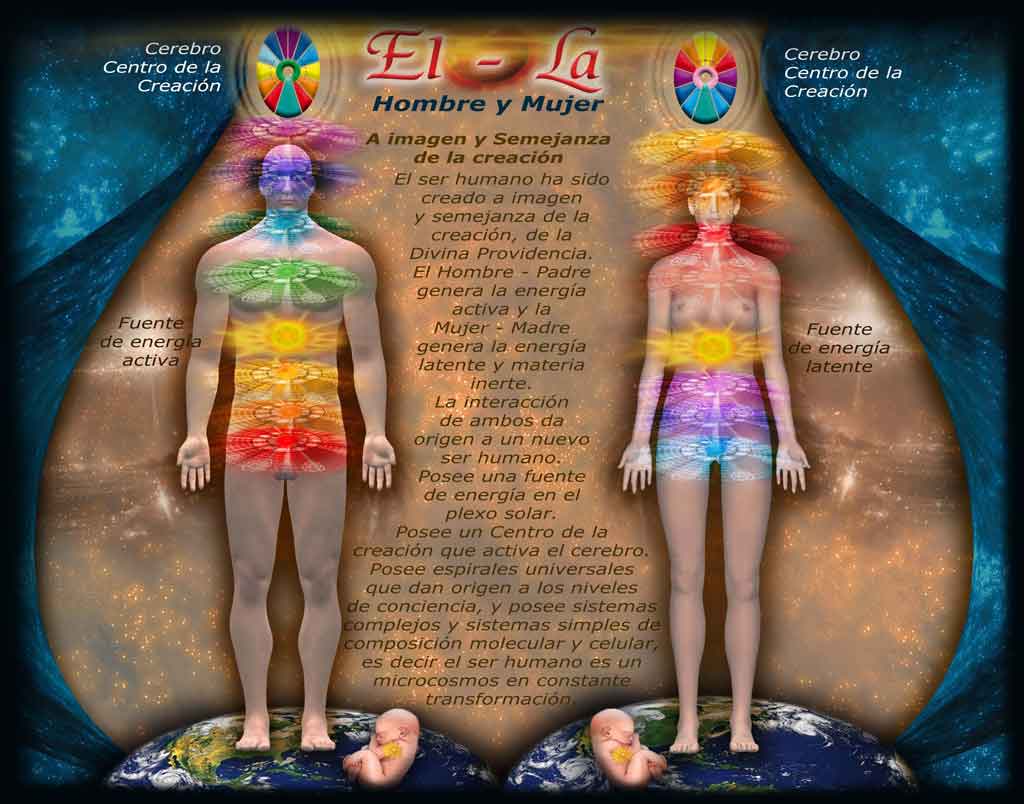 Cerebro
Centro de la
Creación
El - La
Hombre y Mujer
Cerebro
Centro de la
Creación
A imagen y Semejanza
de la creación
El ser humano ha sido
creado a imagen
y semejanza de la
creación, de la
Divina Providencia.
El Hombre - Padre
genera la energía
activa y la
Mujer - Madre
genera la energía
latente y materia
inerte.
La interacción
de ambos da
origen a un nuevo
ser humano.
Posee una fuente
de energía en el
plexo solar.
Posee un Centro de la
creación que activa el cerebro.
Posee espirales universales
que dan origen a los niveles
de conciencia, y posee sistemas
complejos y sistemas simples de
composición molecular y celular,
es decir el ser humano es un
microcosmos en constante
transformación.
Fuente
de energía
activa
Fuente
de energía
latente